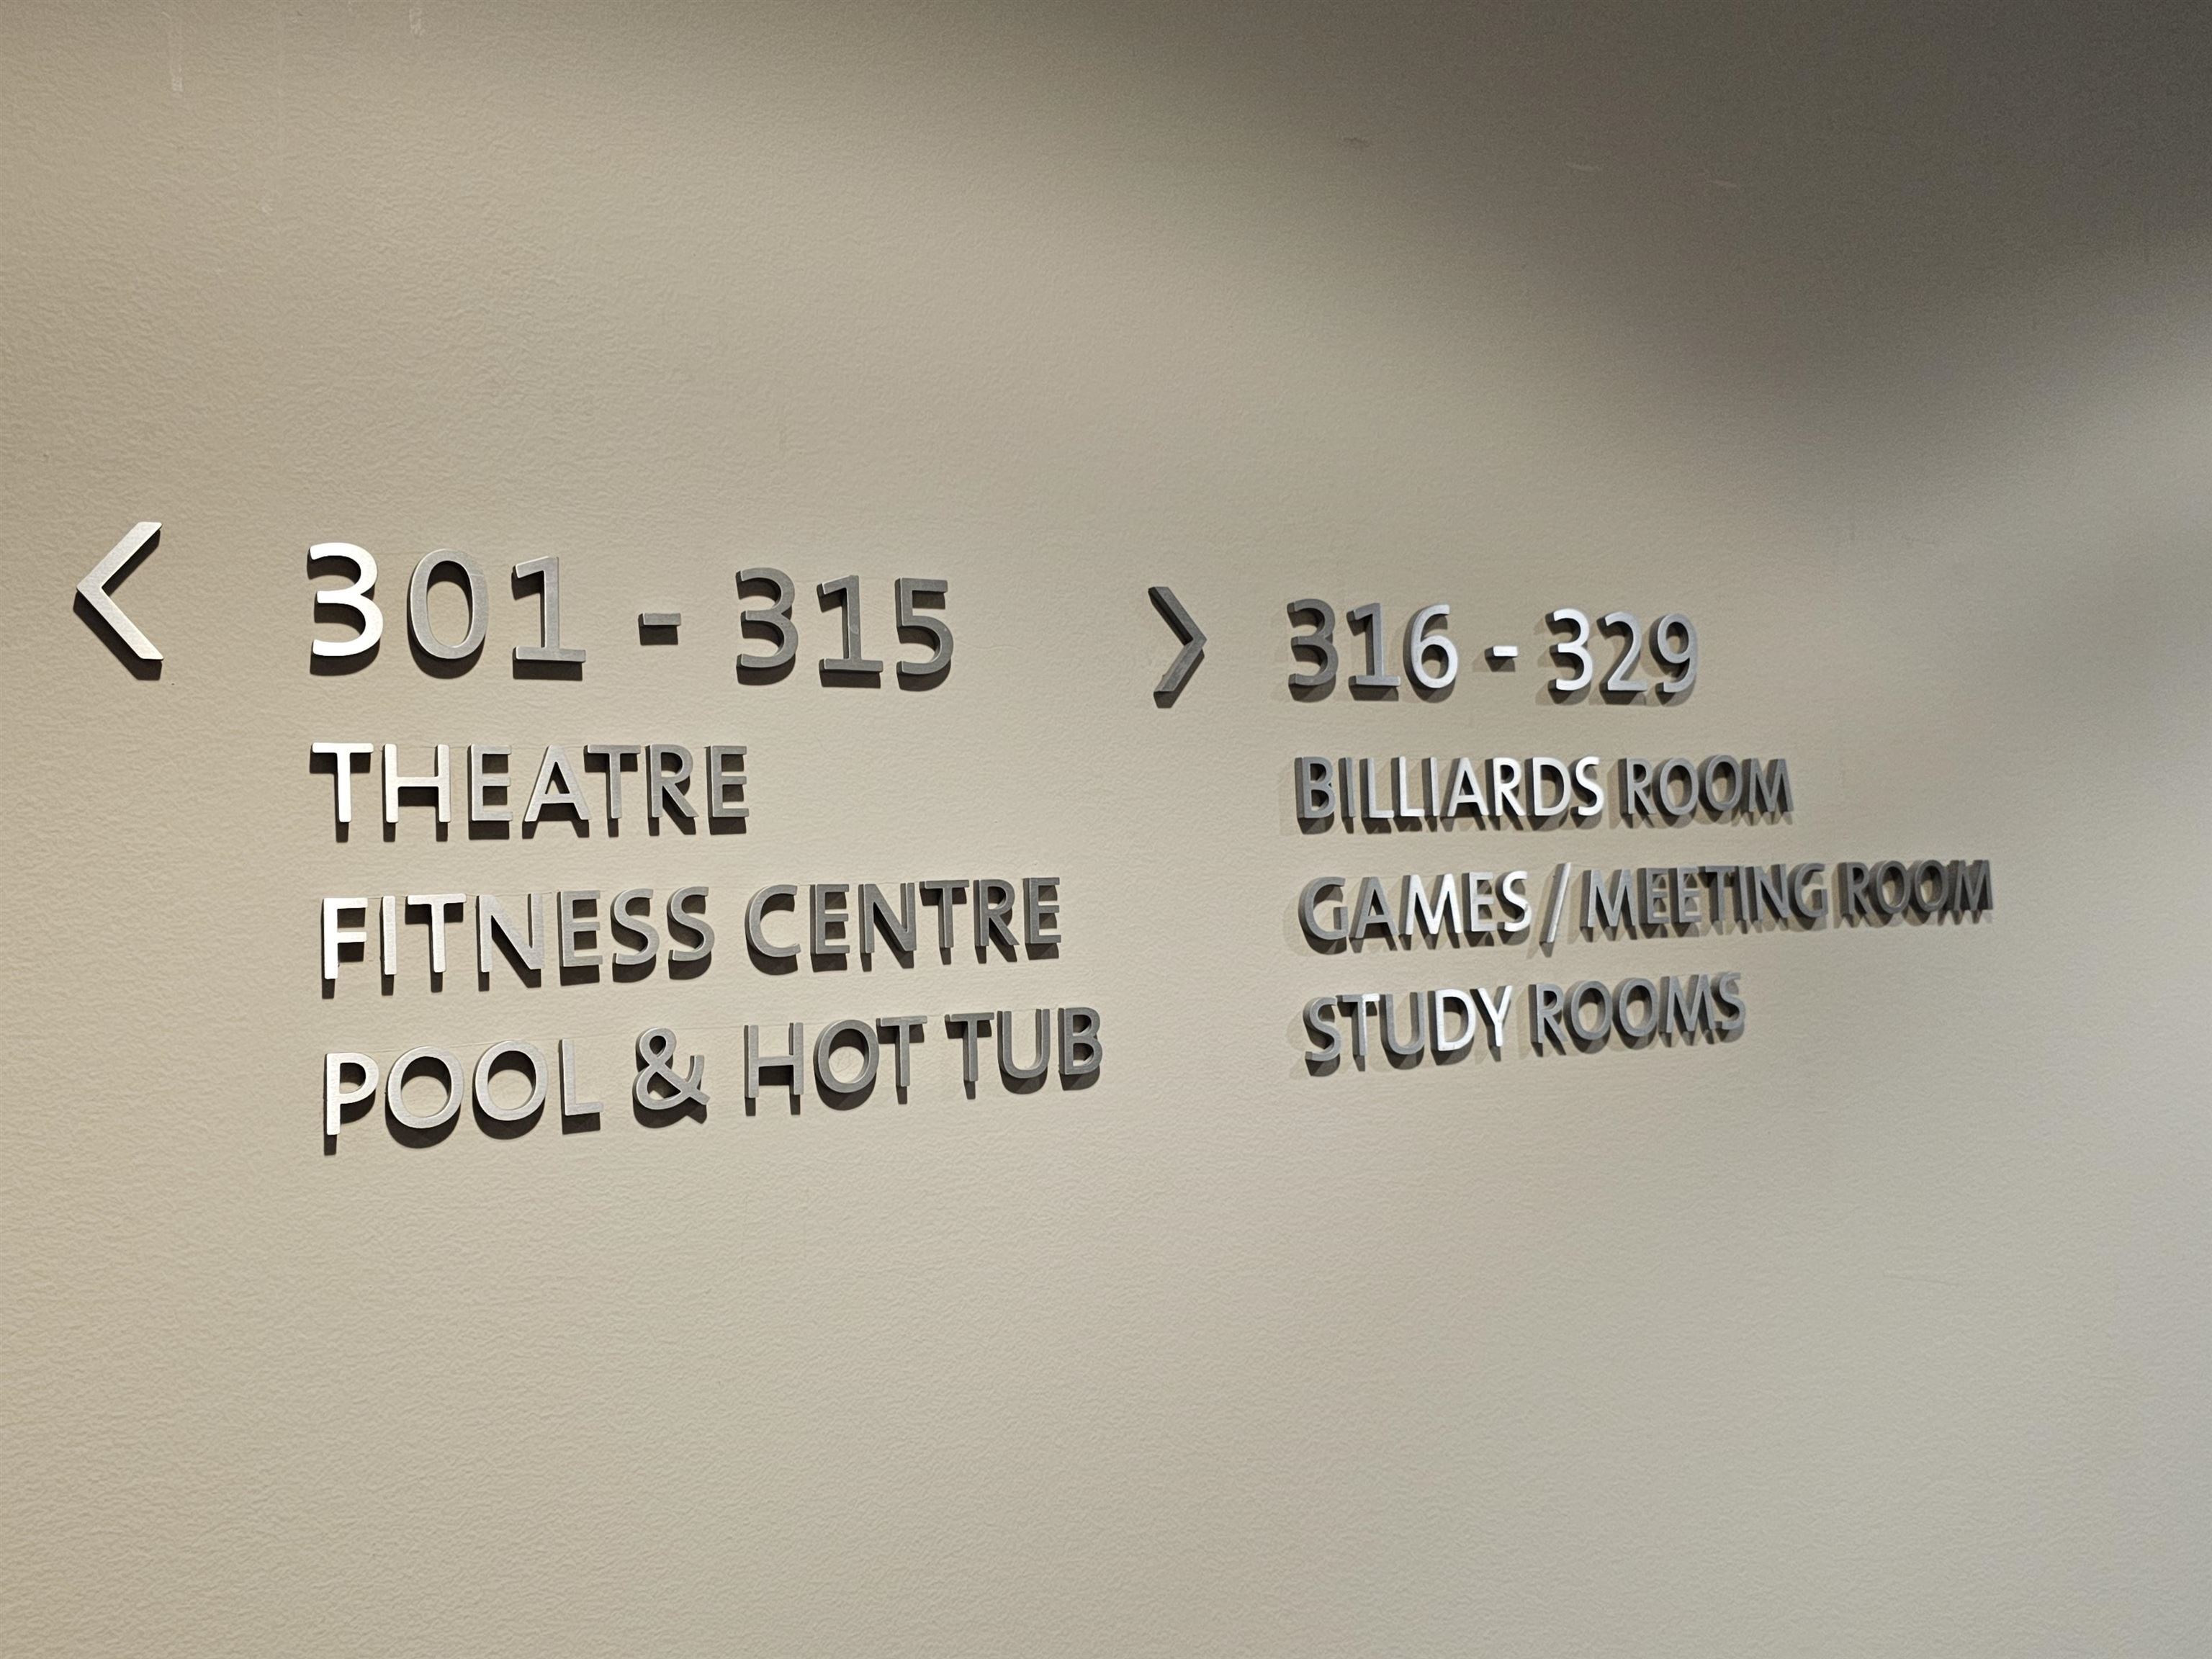 < 301 - 315
THEATRE
FITNESS CENTRE
POOL & HOT TUB
> 316 - 329
BILLIARDS ROOM
GAMES / MEETING ROOM
STUDY ROOMS